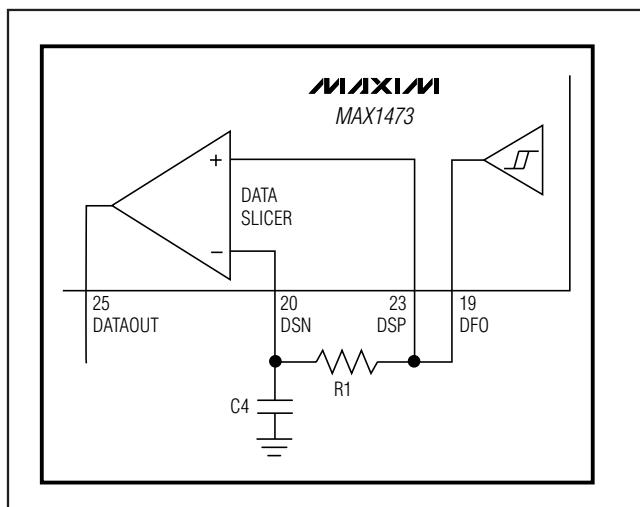 MAXIM
MAX1473
+
DATA
SLICER
−
25
DATAOUT
20
DSN
23
DSP
19
DFO
R1
C4